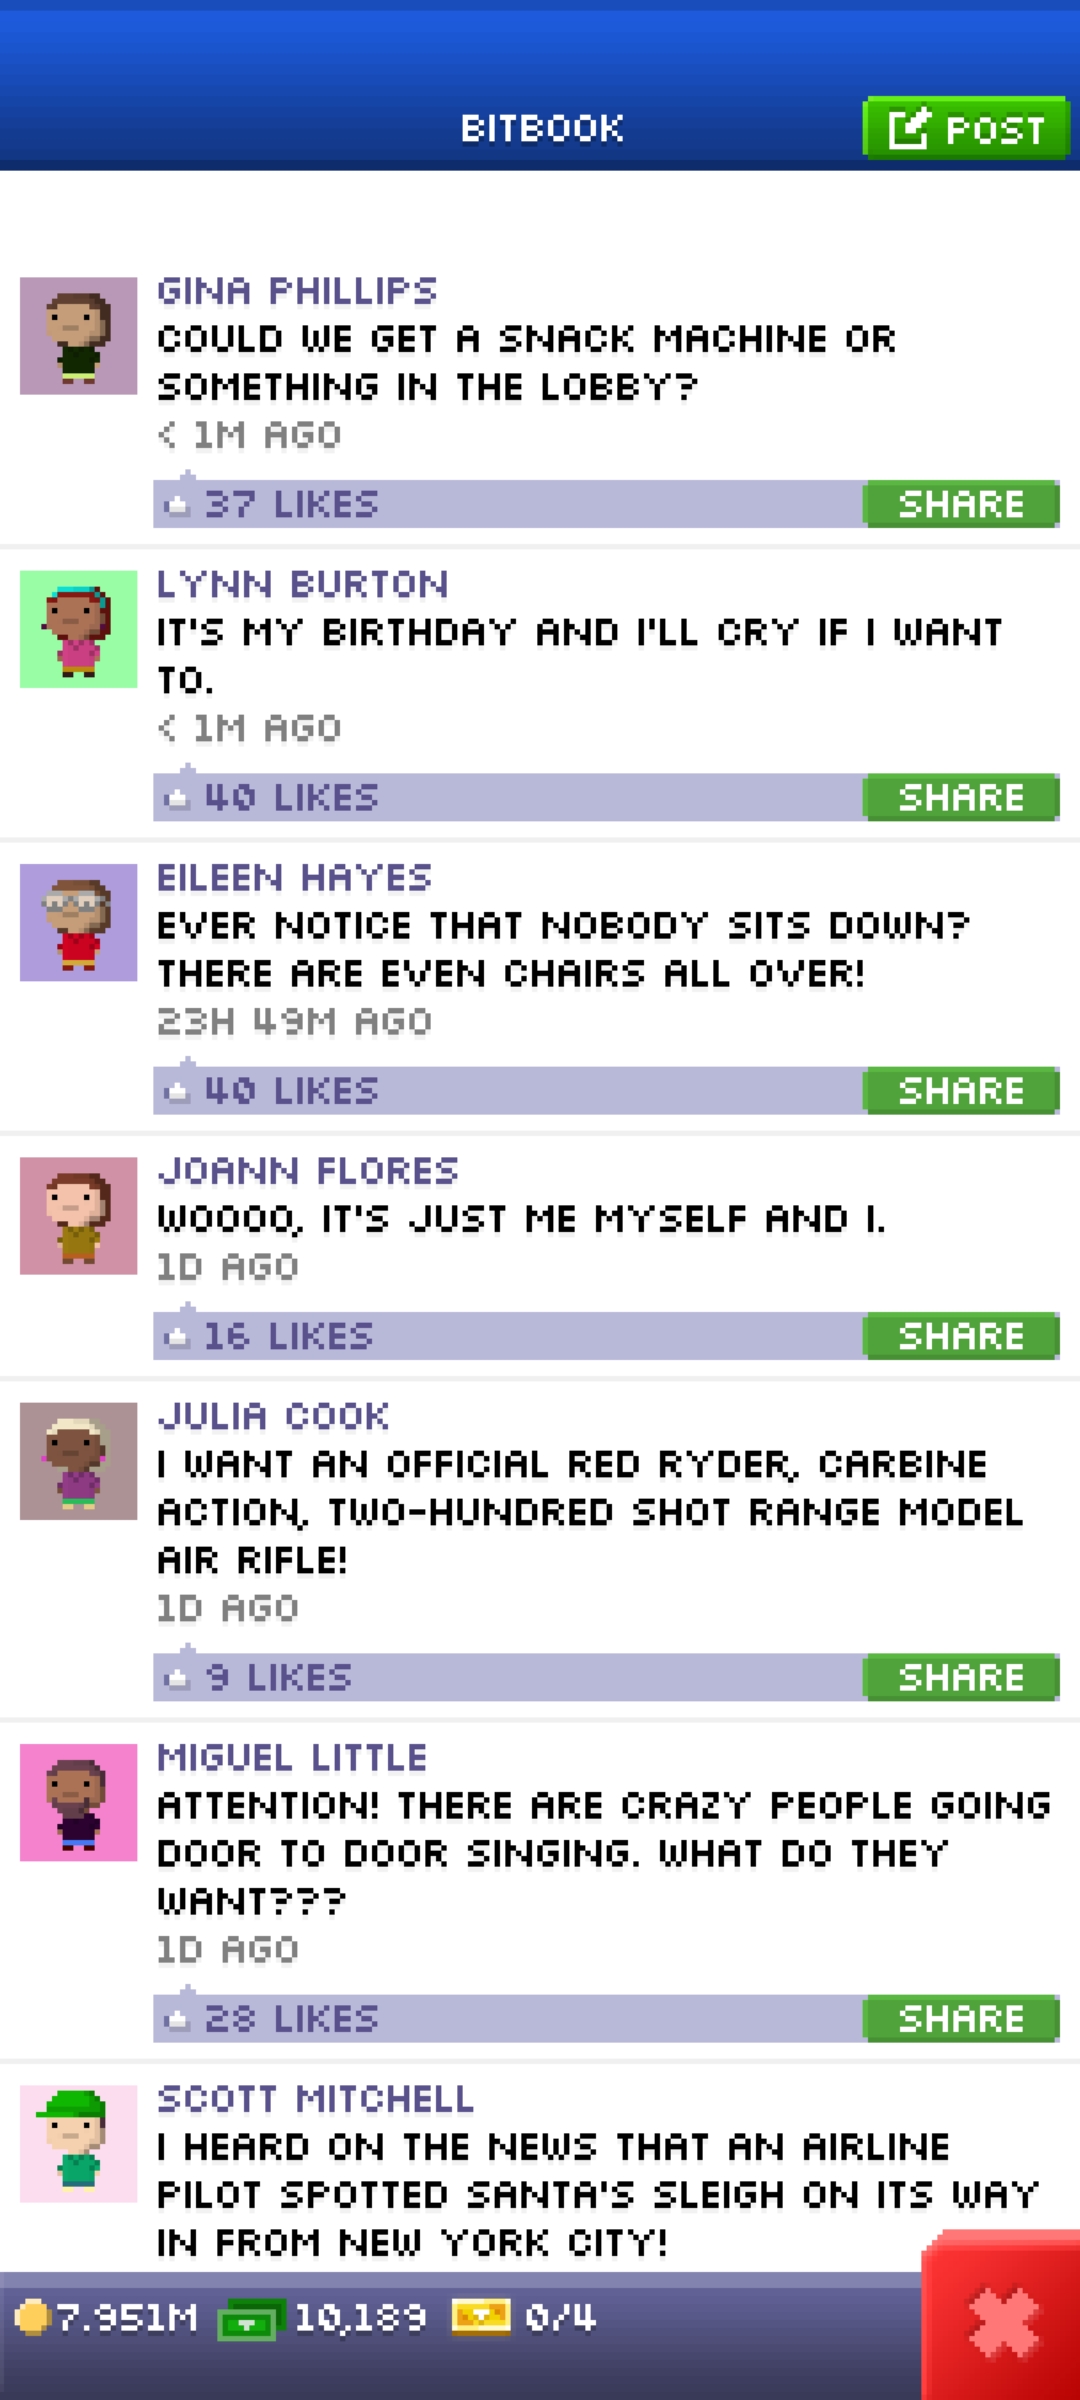 BITBOOK
POST
GINA PHILLIPS
COULD WE GET A SNACK MACHINE OR
SOMETHING IN THE LOBBY?
< 1M AGO
37 LIKES
SHARE
LYNN BURTON
IT'S MY BIRTHDAY AND I'LL CRY IF I WANT
TO.
< 1M AGO
40 LIKES
SHARE
EILEEN HAYES
EVER NOTICE THAT NOBODY SITS DOWN?
THERE ARE EVEN CHAIRS ALL OVER!
23H 49M AGO
40 LIKES
SHARE
JOANN FLORES
WOOOO, IT'S JUST ME MYSELF AND I.
1D AGO
16 LIKES
SHARE
JULIA COOK
I WANT AN OFFICIAL RED RYDER, CARBINE
ACTION, TWO-HUNDRED SHOT RANGE MODEL
AIR RIFLE!
1D AGO
9 LIKES
SHARE
MIGUEL LITTLE
ATTENTION! THERE ARE CRAZY PEOPLE GOING
DOOR TO DOOR SINGING. WHAT DO THEY
WANT???
1D AGO
28 LIKES
SHARE
SCOTT MITCHELL
I HEARD ON THE NEWS THAT AN AIRLINE
PILOT SPOTTED SANTA'S SLEIGH ON ITS WAY
IN FROM NEW YORK CITY!
7.951M 10,189 0/4